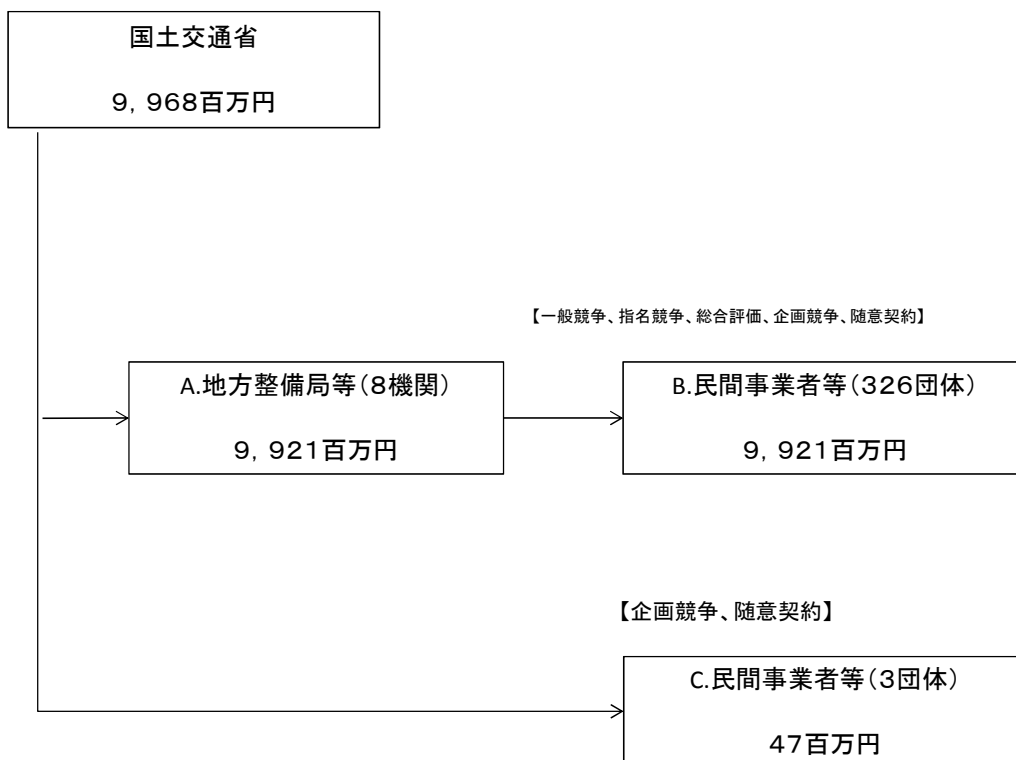 国土交通省
９，９６８百万円
【一般競争、指名競争、総合評価、企画競争、随意契約】
A.地方整備局等（８機関）
９，９２１百万円
B.民間事業者等（３２６団体）
９，９２１百万円
【企画競争、随意契約】
C.民間事業者等（３団体）
４７百万円